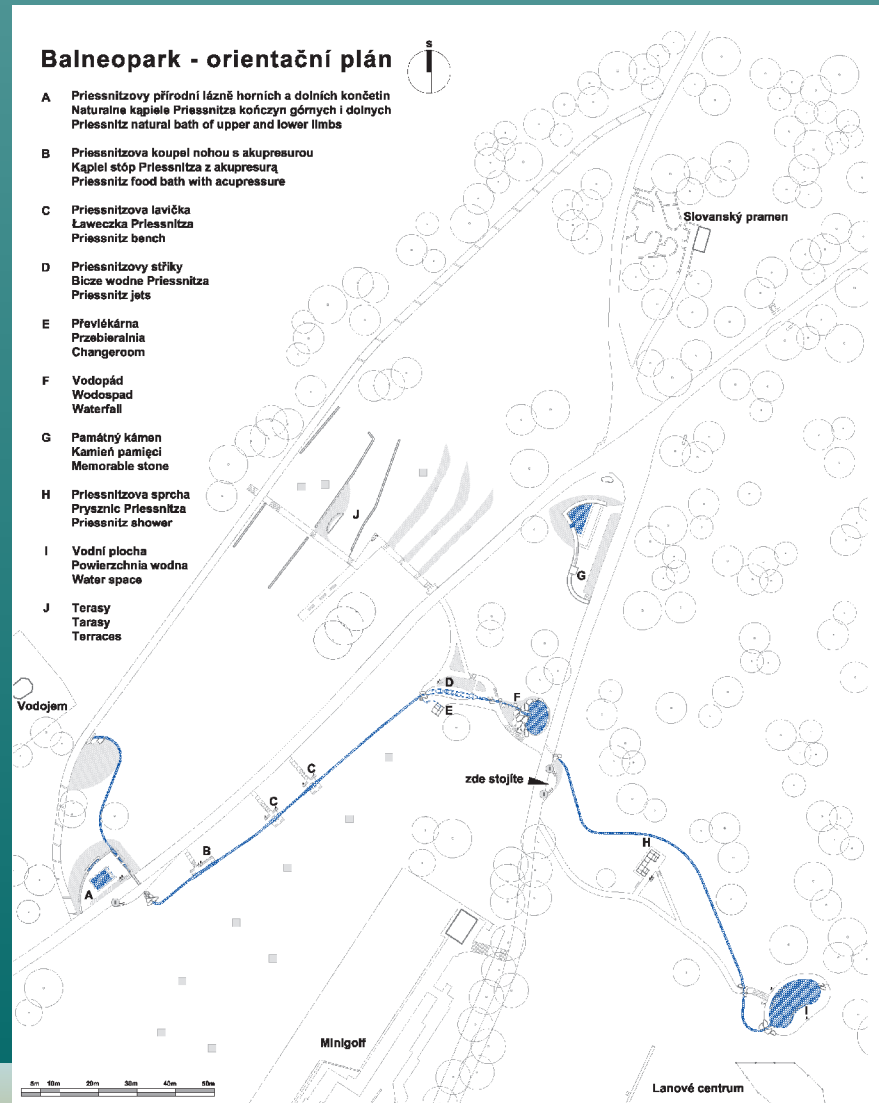 Balneopark - orientační plán
S
A
Priessnitzovy přírodní lázně horních a dolních končetin
Naturalne kąpiele Priessnitza kończyn górnych i dolnych
Priessnitz natural bath of upper and lower limbs
B
Priessnitzova koupel nohou s akupresurou
Kąpiel stóp Priessnitza z akupresurą
Priessnitz food bath with acupressure
C
Priessnitzova lavička
Ławeczka Priessnitza
Priessnitz bench
D
Priessnitzovy střiky
Bicze wodne Priessnitza
Priessnitz jets
E
Převlékárna
Przebieralnia
Changeroom
F
Vodopád
Wodospad
Waterfall
G
Památný kámen
Kamień pamięci
Memorable stone
H
Priessnitzova sprcha
Prysznic Priessnitza
Priessnitz shower
I
Vodní plocha
Powierzchnia wodna
Water space
J
Terasy
Tarasy
Terraces
Slovanský pramen
J
G
D
F
E
Vodojem
C
zde stojíte
C
H
B
A
I
Minigolf
Lanové centrum
5m 10m 20m 30m 40m 50m